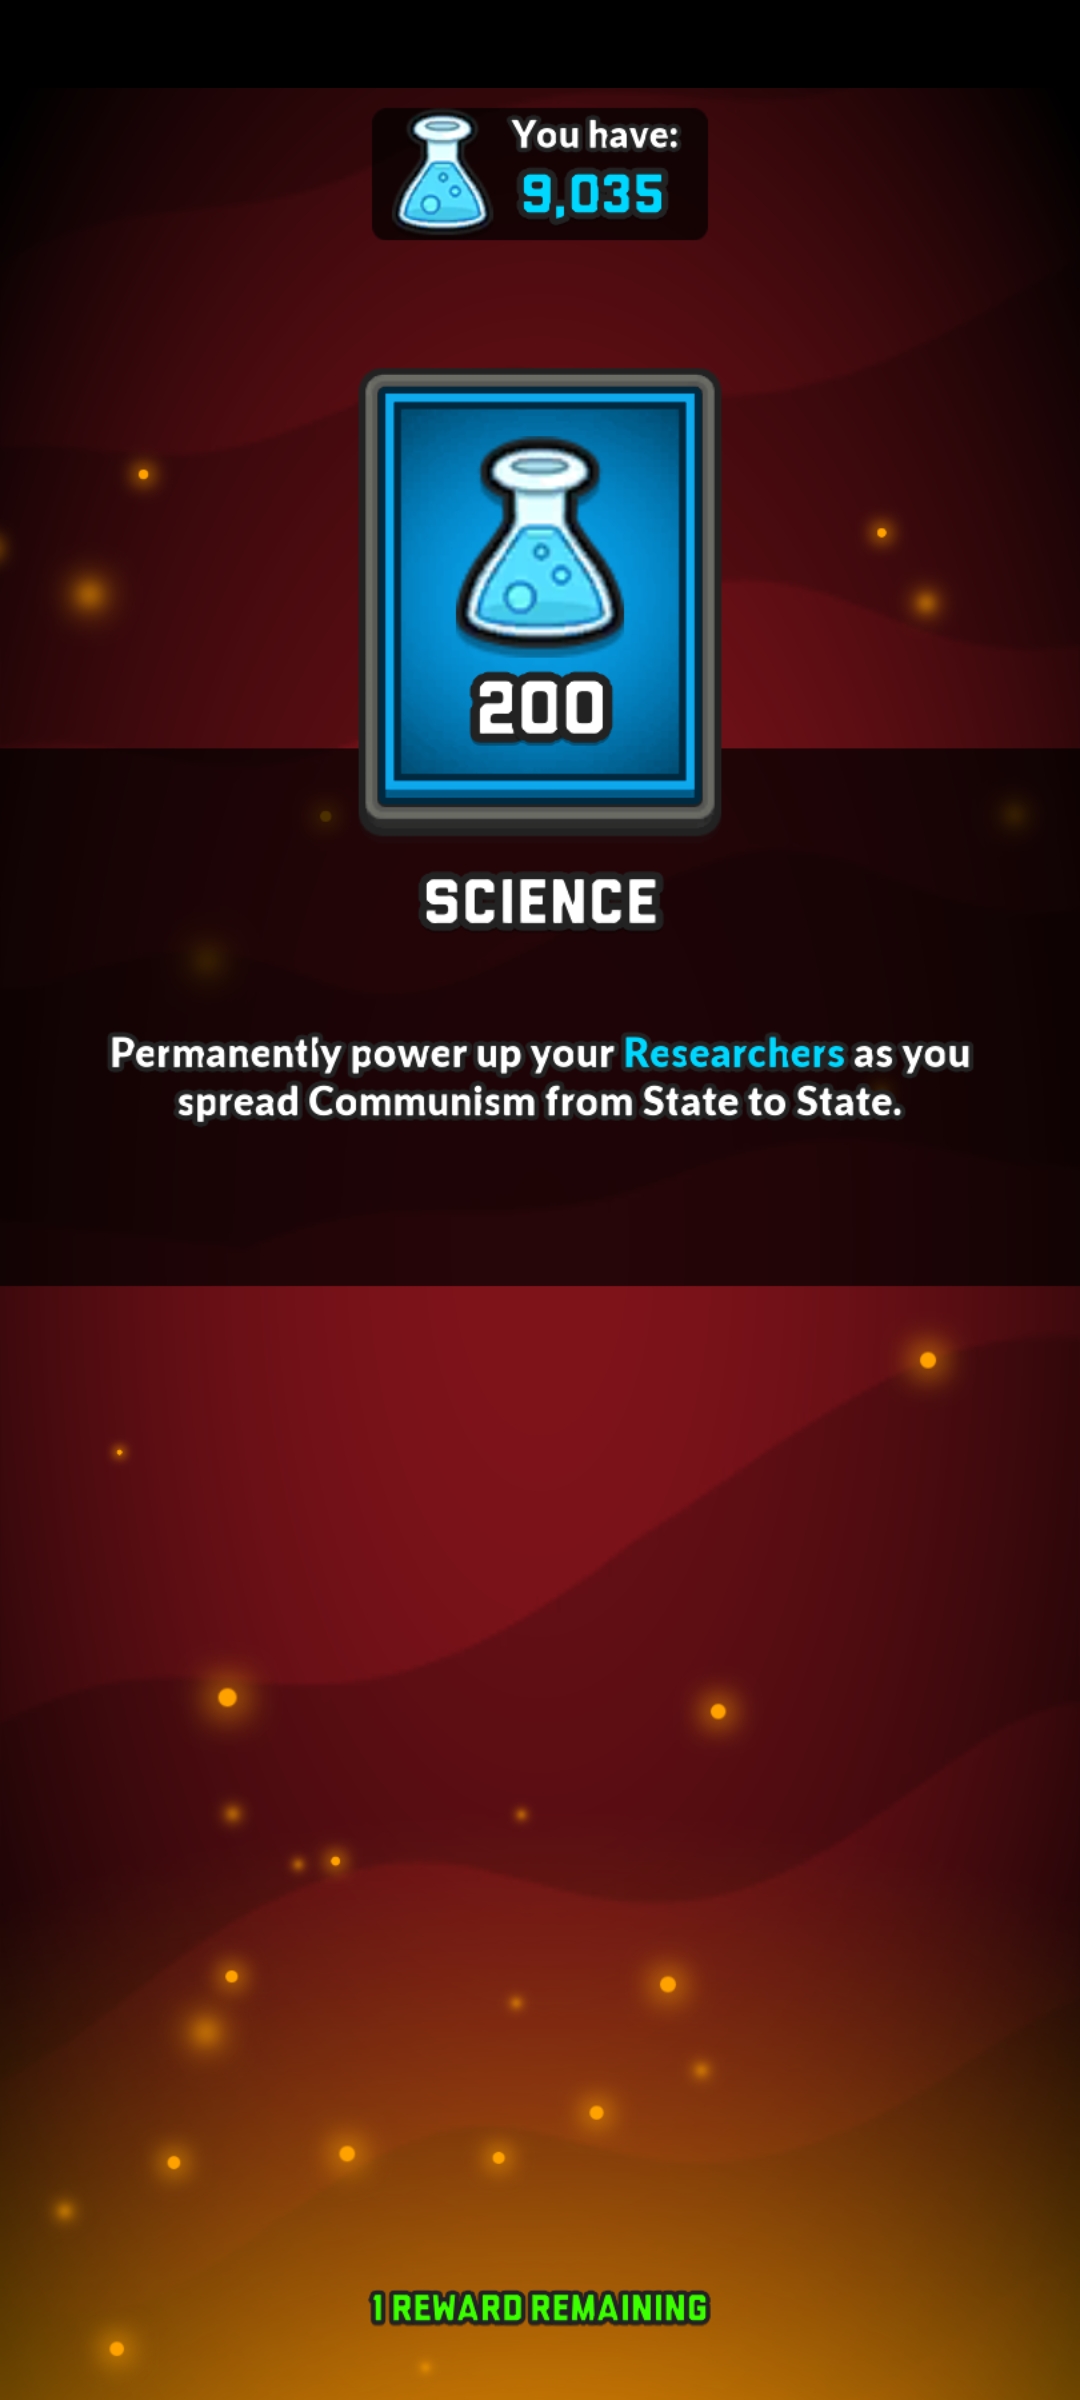 You have:
9,035
200
SCIENCE
Permanently power up your Researchers as you
spread Communism from State to State.
1 REWARD REMAINING